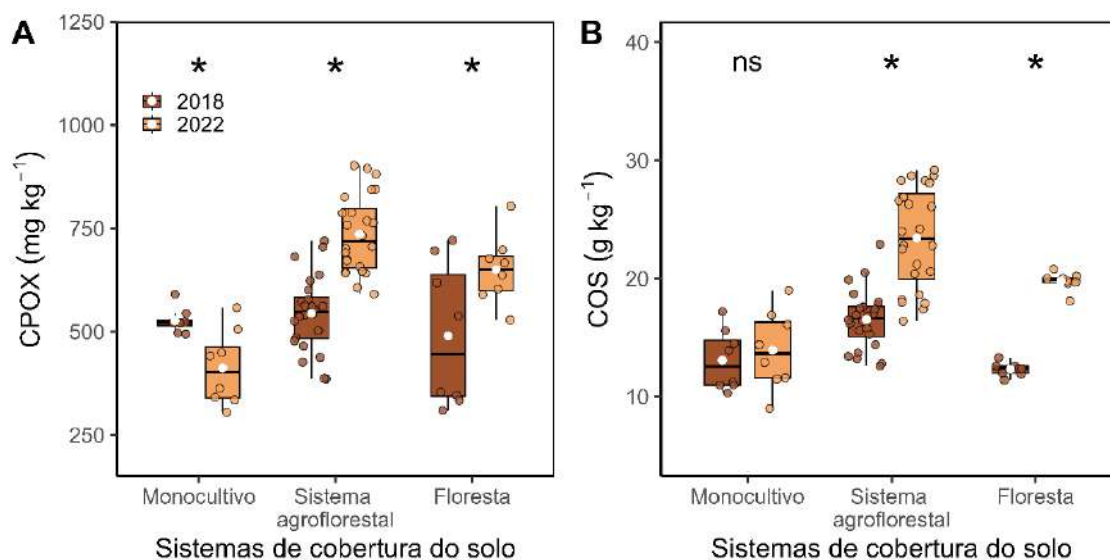 A
CPOX (mg kg⁻¹)
1250
1000
750
500
250
*
*
*
2018
2022
Monocultivo
Sistema
agroflorestal
Floresta
Sistemas de cobertura do solo
B
COS (g kg⁻¹)
40
30
20
10
ns
*
*
Monocultivo
Sistema
agroflorestal
Floresta
Sistemas de cobertura do solo